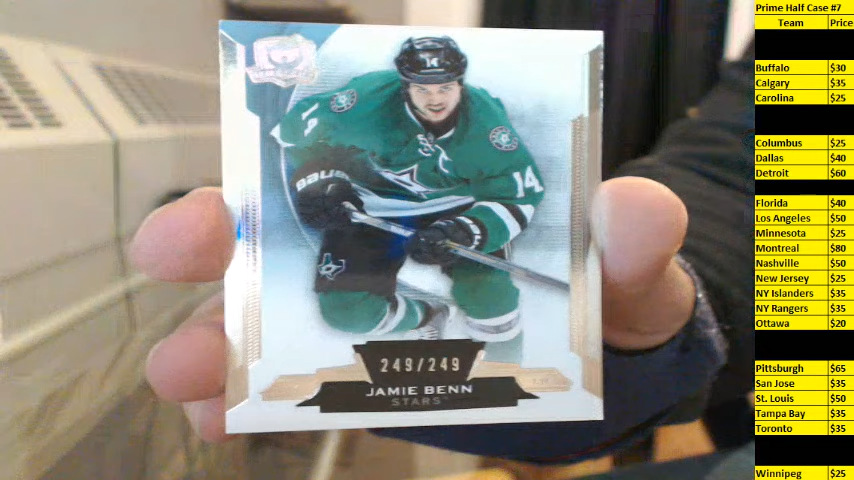 14
14
14
BAUER
249/249
JAMIE BENN
STARS
Prime Half Case #7
Team Price
Buffalo $30
Calgary $35
Carolina $25
Columbus $25
Dallas $40
Detroit $60
Florida $40
Los Angeles $50
Minnesota $25
Montreal $80
Nashville $50
New Jersey $25
NY Islanders $35
NY Rangers $35
Ottawa $20
Pittsburgh $65
San Jose $35
St. Louis $50
Tampa Bay $35
Toronto $35
Winnipeg $25